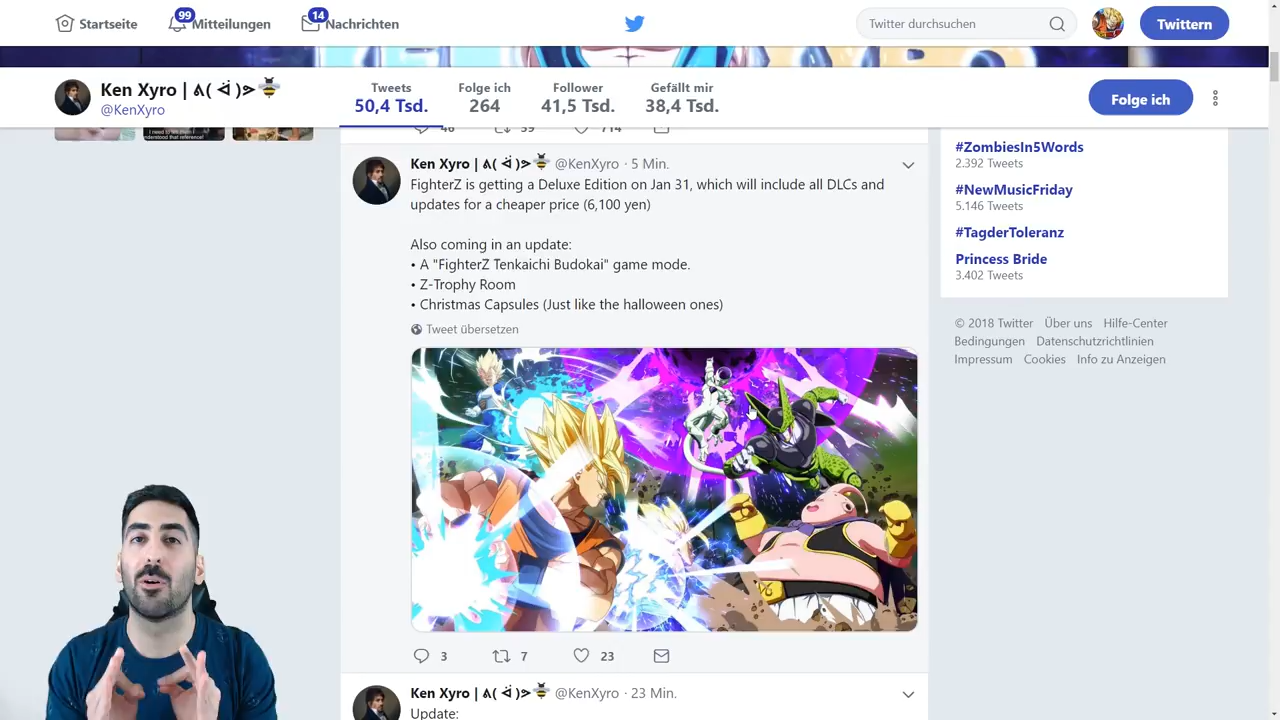 Startseite
99
Mitteilungen
14
Nachrichten
Twitter durchsuchen
Twittern
Ken Xyro |
@KenXyro
Tweets
50,4 Tsd.
Folge ich
264
Follower
41,5 Tsd.
Gefällt mir
38,4 Tsd.
Folge ich
Ken Xyro |
@KenXyro · 5 Min.
FighterZ is getting a Deluxe Edition on Jan 31, which will include all DLCs and
updates for a cheaper price (6,100 yen)
Also coming in an update:
• A "FighterZ Tenkaichi Budokai" game mode.
• Z-Trophy Room
• Christmas Capsules (Just like the halloween ones)
Tweet übersetzen
3
7
23
Ken Xyro |
@KenXyro · 23 Min.
Update:
#ZombiesIn5Words
2.392 Tweets
#NewMusicFriday
5.146 Tweets
#TagderToleranz
Princess Bride
3.402 Tweets
© 2018 Twitter Über uns Hilfe-Center
Bedingungen Datenschutzrichtlinien
Impressum Cookies Info zu Anzeigen